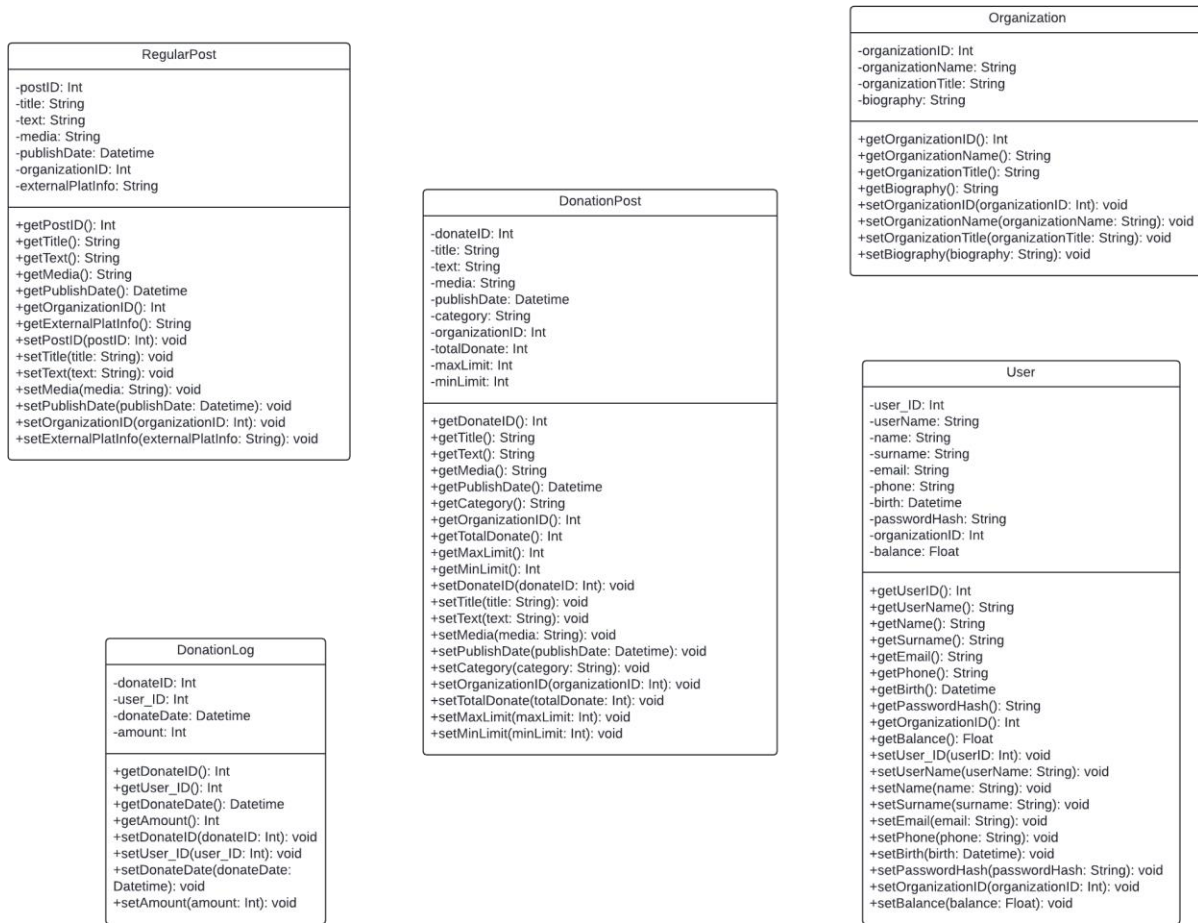 RegularPost
-postID: Int
-title: String
-text: String
-media: String
-publishDate: Datetime
-organizationID: Int
-externalPlatInfo: String
+getPostID(): Int
+getTitle(): String
+getText(): String
+getMedia(): String
+getPublishDate(): Datetime
+getOrganizationID(): Int
+getExternalPlatInfo(): String
+setPostID(postID: Int): void
+setTitle(title: String): void
+setText(text: String): void
+setMedia(media: String): void
+setPublishDate(publishDate: Datetime): void
+setOrganizationID(organizationID: Int): void
+setExternalPlatInfo(externalPlatInfo: String): void
DonationLog
-donateID: Int
-user_ID: Int
-donateDate: Datetime
-amount: Int
+getDonateID(): Int
+getUser_ID(): Int
+getDonateDate(): Datetime
+getAmount(): Int
+setDonateID(donateID: Int): void
+setUser_ID(user_ID: Int): void
+setDonateDate(donateDate:
Datetime): void
+setAmount(amount: Int): void
DonationPost
-donateID: Int
-title: String
-text: String
-media: String
-publishDate: Datetime
-category: String
-organizationID: Int
-totalDonate: Int
-maxLimit: Int
-minLimit: Int
+getDonateID(): Int
+getTitle(): String
+getText(): String
+getMedia(): String
+getPublishDate(): Datetime
+getCategory(): String
+getOrganizationID(): Int
+getTotalDonate(): Int
+getMaxLimit(): Int
+getMinLimit(): Int
+setDonateID(donateID: Int): void
+setTitle(title: String): void
+setText(text: String): void
+setMedia(media: String): void
+setPublishDate(publishDate: Datetime): void
+setCategory(category: String): void
+setOrganizationID(organizationID: Int): void
+setTotalDonate(totalDonate: Int): void
+setMaxLimit(maxLimit: Int): void
+setMinLimit(minLimit: Int): void
Organization
-organizationID: Int
-organizationName: String
-organizationTitle: String
-biography: String
+getOrganizationID(): Int
+getOrganizationName(): String
+getOrganizationTitle(): String
+getBiography(): String
+setOrganizationID(organizationID: Int): void
+setOrganizationName(organizationName: String): void
+setOrganizationTitle(organizationTitle: String): void
+setBiography(biography: String): void
User
-user_ID: Int
-userName: String
-name: String
-surname: String
-email: String
-phone: String
-birth: Datetime
-passwordHash: String
-organizationID: Int
-balance: Float
+getUserID(): Int
+getUserName(): String
+getName(): String
+getSurname(): String
+getEmail(): String
+getPhone(): String
+getBirth(): Datetime
+getPasswordHash(): String
+getOrganizationID(): Int
+getBalance(): Float
+setUser_ID(userID: Int): void
+setUserName(userName: String): void
+setName(name: String): void
+setSurname(surname: String): void
+setEmail(email: String): void
+setPhone(phone: String): void
+setBirth(birth: Datetime): void
+setPasswordHash(passwordHash: String): void
+setOrganizationID(organizationID: Int): void
+setBalance(balance: Float): void